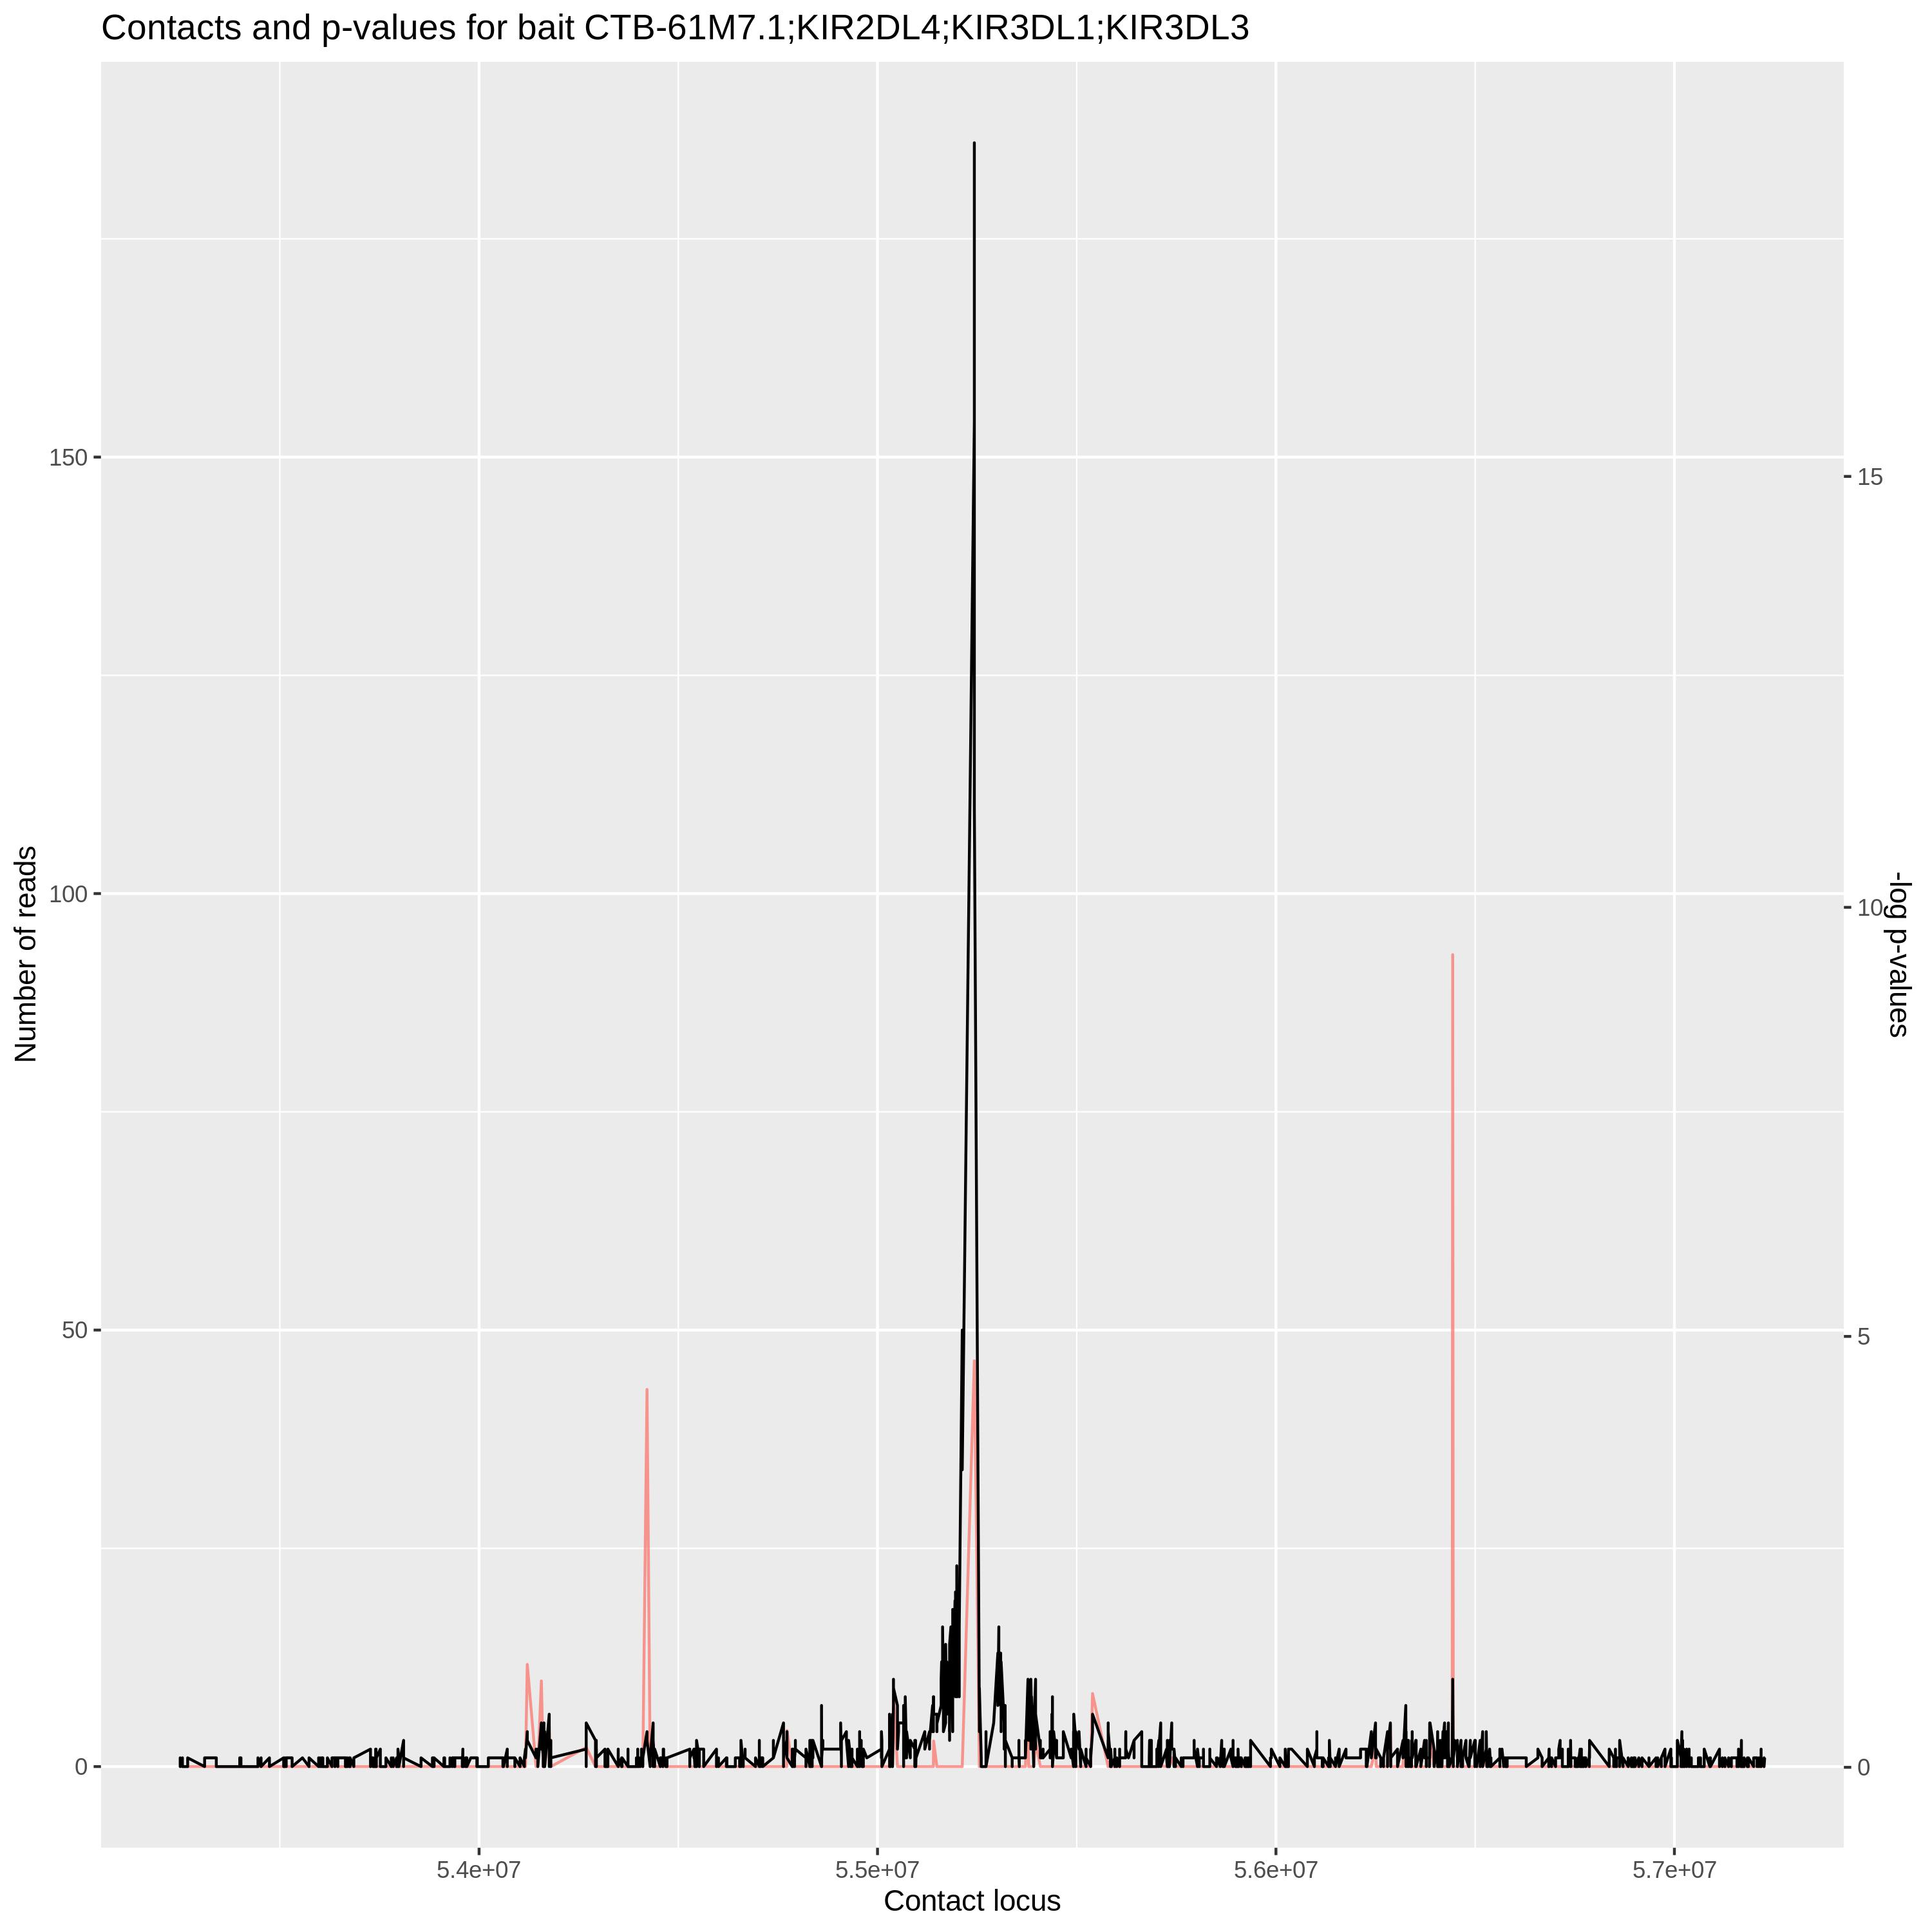 Contacts and p-values for bait CTB-61M7.1;KIR2DL4;KIR3DL1;KIR3DL3
150
100
50
0
Number of reads
15
10
5
0
-log p-values
5.4e+07
5.5e+07
5.6e+07
5.7e+07
Contact locus